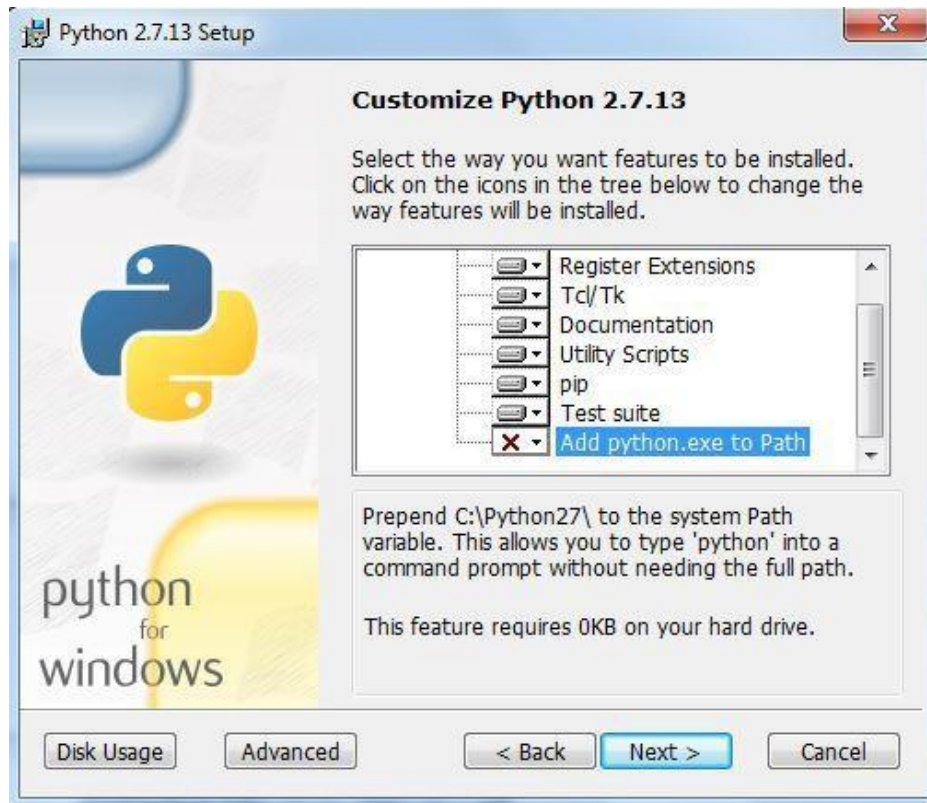 Python 2.7.13 Setup
Customize Python 2.7.13
Select the way you want features to be installed.
Click on the icons in the tree below to change the
way features will be installed.
Register Extensions
Tcl/Tk
Documentation
Utility Scripts
pip
Test suite
Add python.exe to Path
Prepend C:\Python27\ to the system Path
variable. This allows you to type 'python' into a
command prompt without needing the full path.
This feature requires 0KB on your hard drive.
python
for
windows
Disk Usage
Advanced
< Back
Next >
Cancel